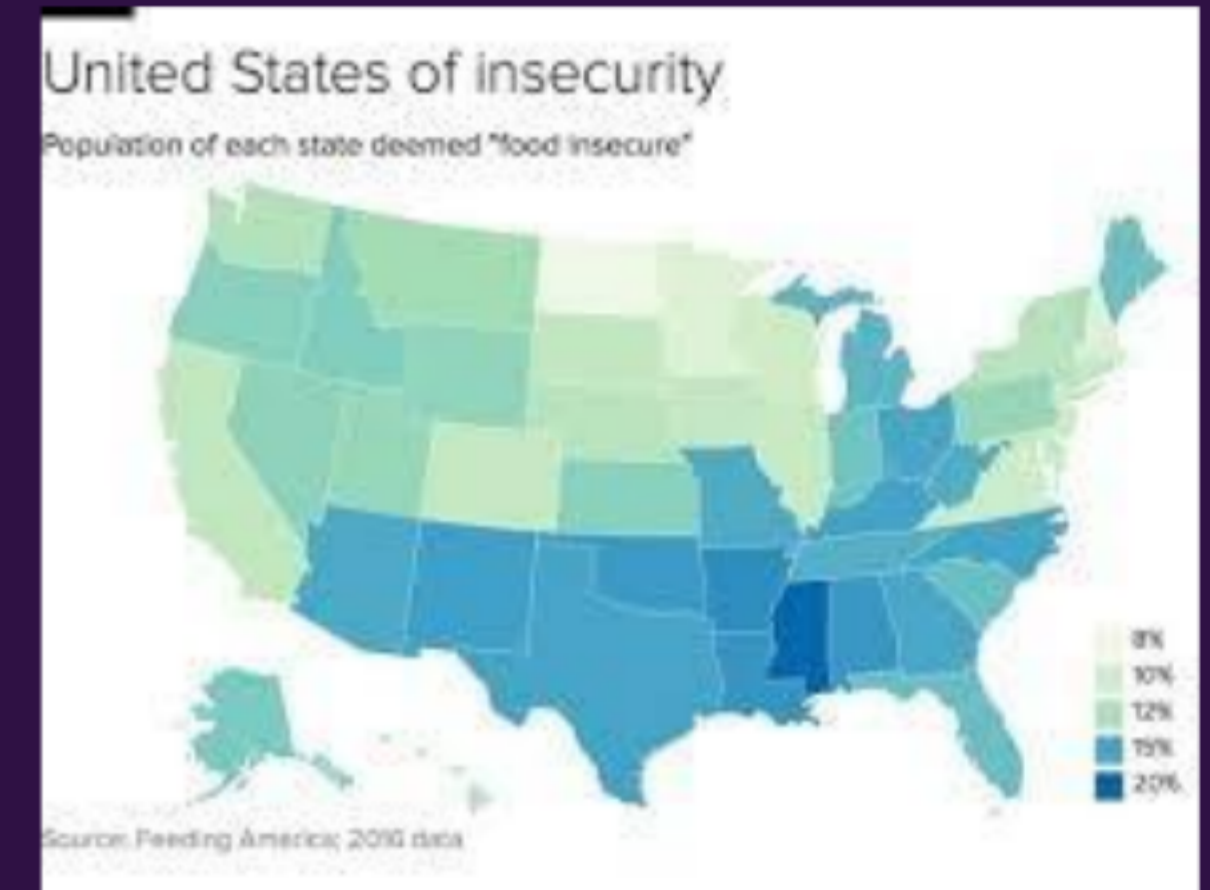 United States of insecurity
Population of each state deemed "food insecure"
8%
10%
12%
15%
20%
Source: Feeding America; 2016 data